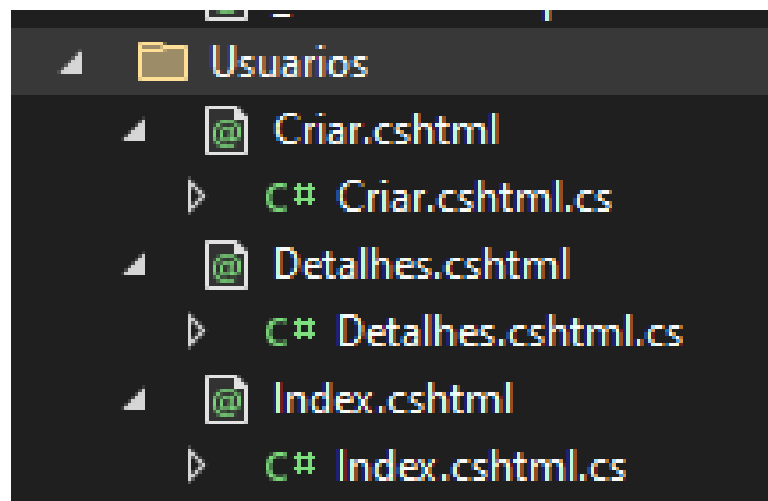 Usuarios
Criar.cshtml
C# Criar.cshtml.cs
Detalhes.cshtml
C# Detalhes.cshtml.cs
Index.cshtml
C# Index.cshtml.cs